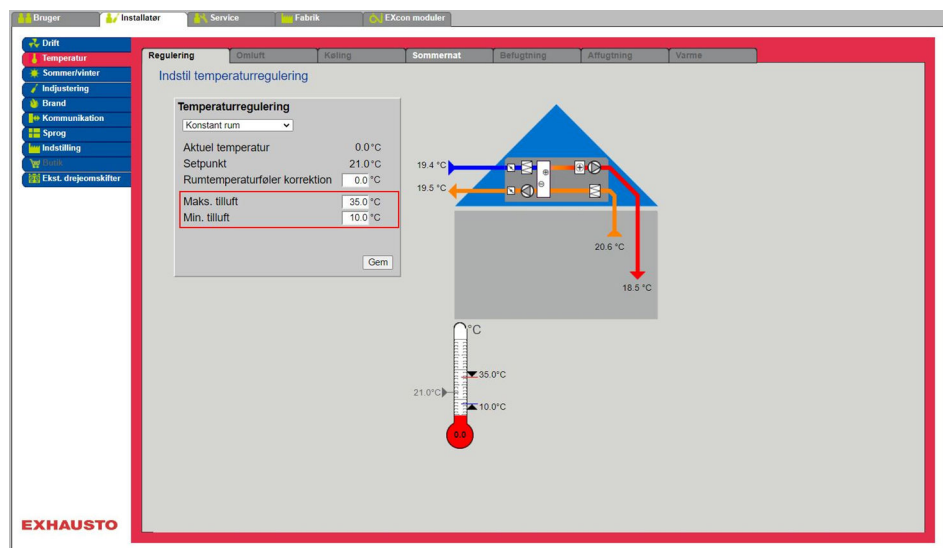 Bruger Installatør Service Fabrik EXcon moduler
Drift
Temperatur
Sommer/vinter
Indjustering
Brand
Kommunikation
Sprog
Indstilling
Butik
Ekst. drejeomskifter
Regulering Omluft Køling Sommernat Befugtning Affugtning Varme
Indstil temperaturregulering
Temperaturregulering
Konstant rum
Aktuel temperatur 0.0°C
Setpunkt 21.0°C
Rumtemperaturføler korrektion 0.0 °C
Maks. tilluft 35.0 °C
Min. tilluft 10.0 °C
Gem
19.4 °C
19.5 °C
20.6 °C
18.5 °C
°C
35.0°C
21.0°C
10.0°C
0.0
EXHAUSTO